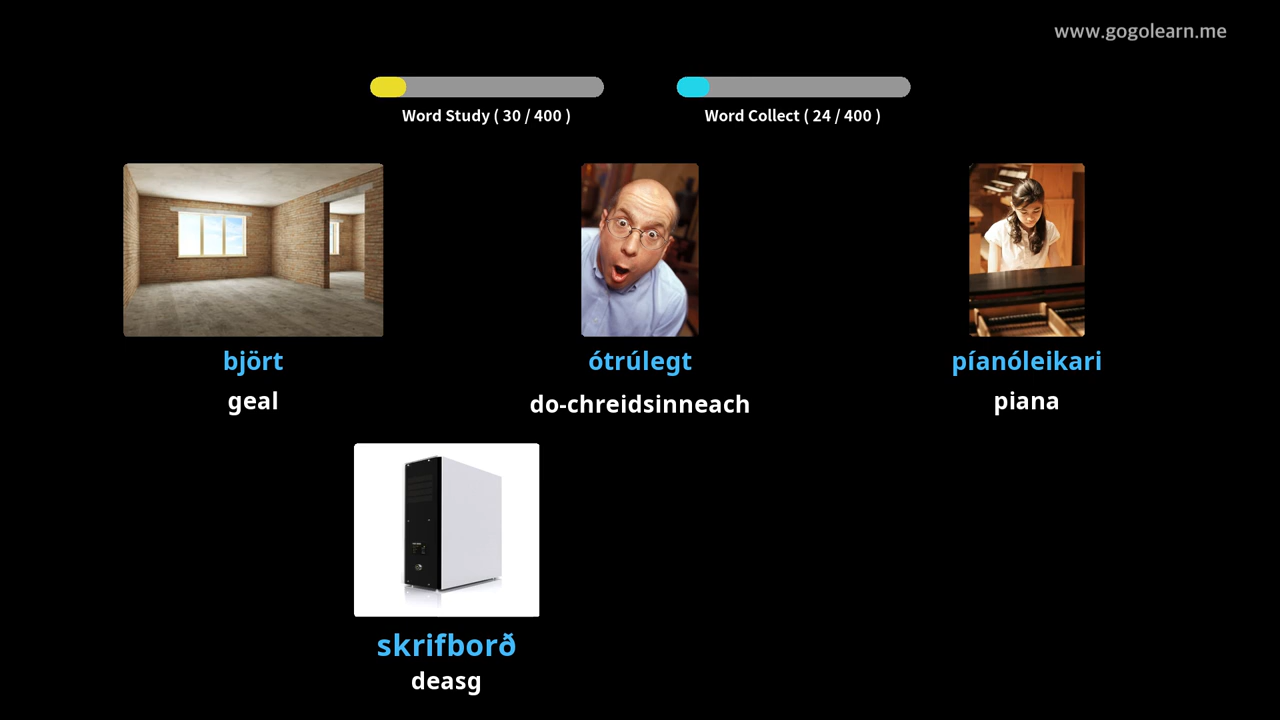 www.gogolearn.me
Word Study ( 30 / 400 )
Word Collect ( 24 / 400 )
björt
ótrúlegt
píanóleikari
geal
do-chreidsinneach
piana
skrifborð
deasg